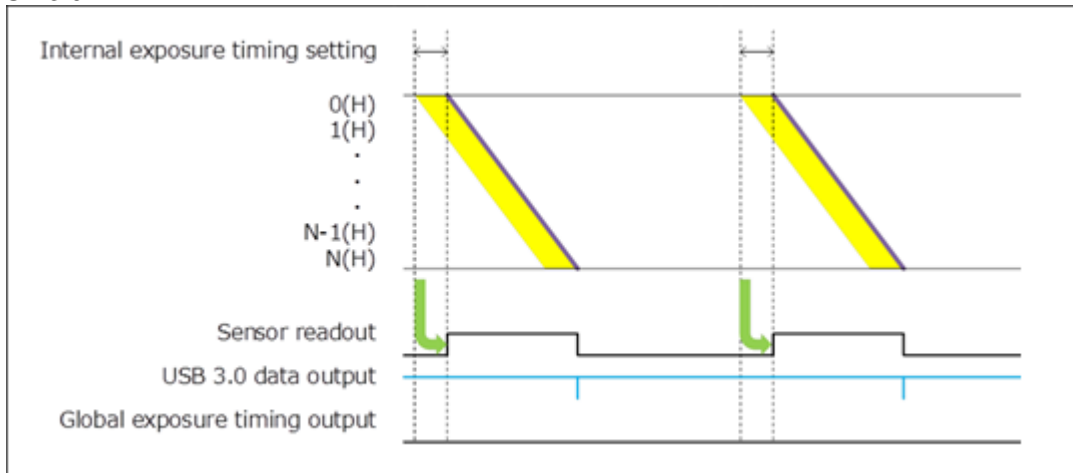 Internal exposure timing setting
0(H)
1(H)
.
.
.
N-1(H)
N(H)
Sensor readout
USB 3.0 data output
Global exposure timing output